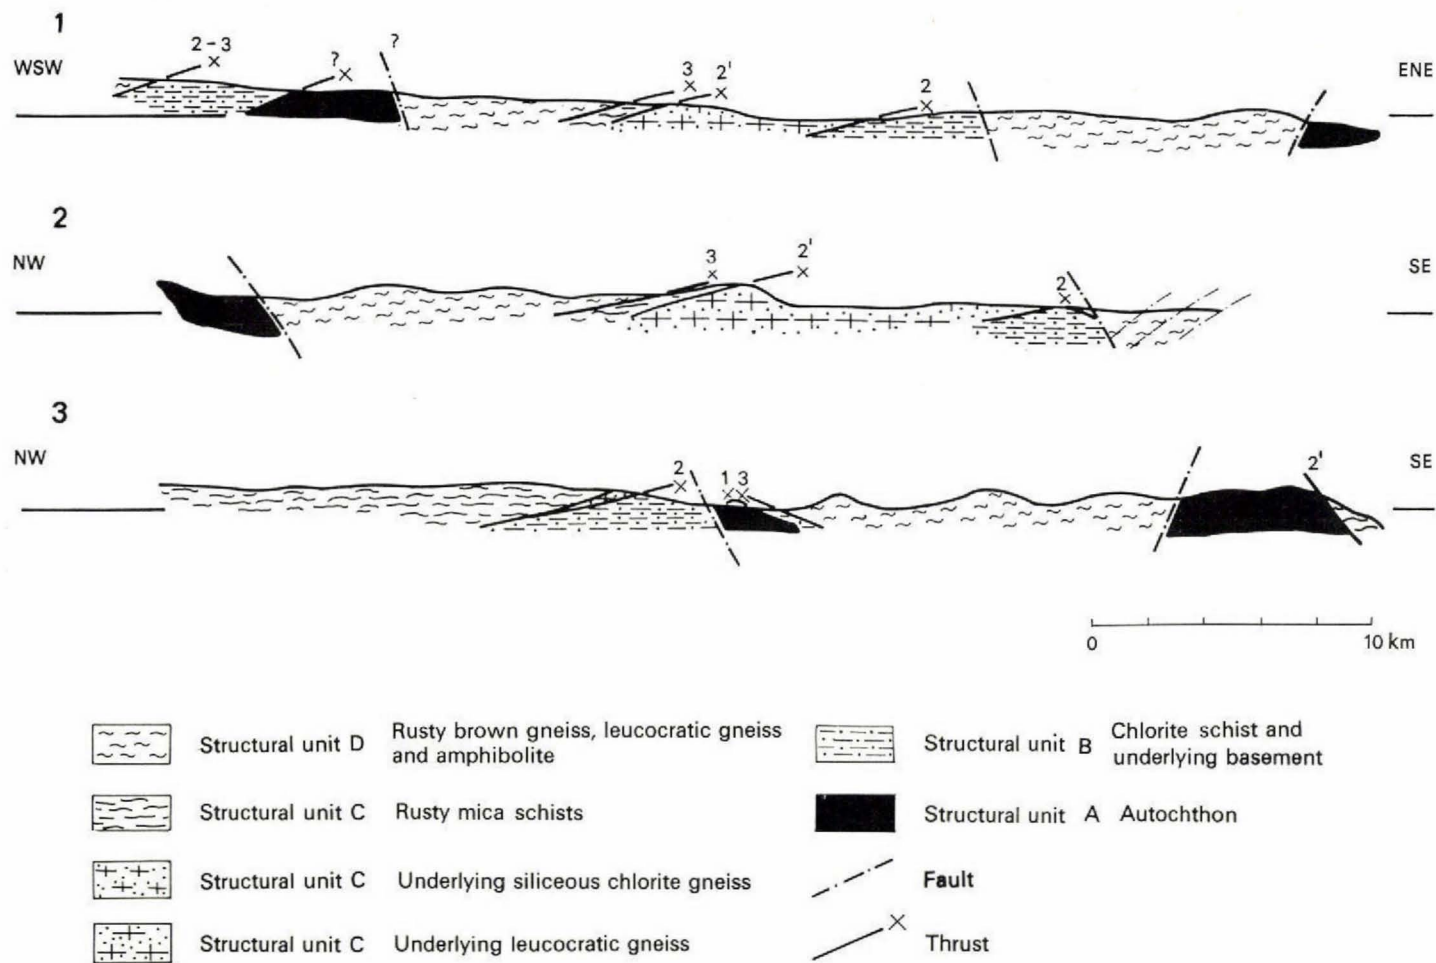 1
WSW
2-3
?
?
3
2'
2
ENE
2
NW
3
2'
2
SE
3
NW
2
1
3
2'
SE
0
10 km
Structural unit D Rusty brown gneiss, leucocratic gneiss
and amphibolite
Structural unit C Rusty mica schists
Structural unit C Underlying siliceous chlorite gneiss
Structural unit C Underlying leucocratic gneiss
Structural unit B Chlorite schist and
underlying basement
Structural unit A Autochthon
Fault
Thrust